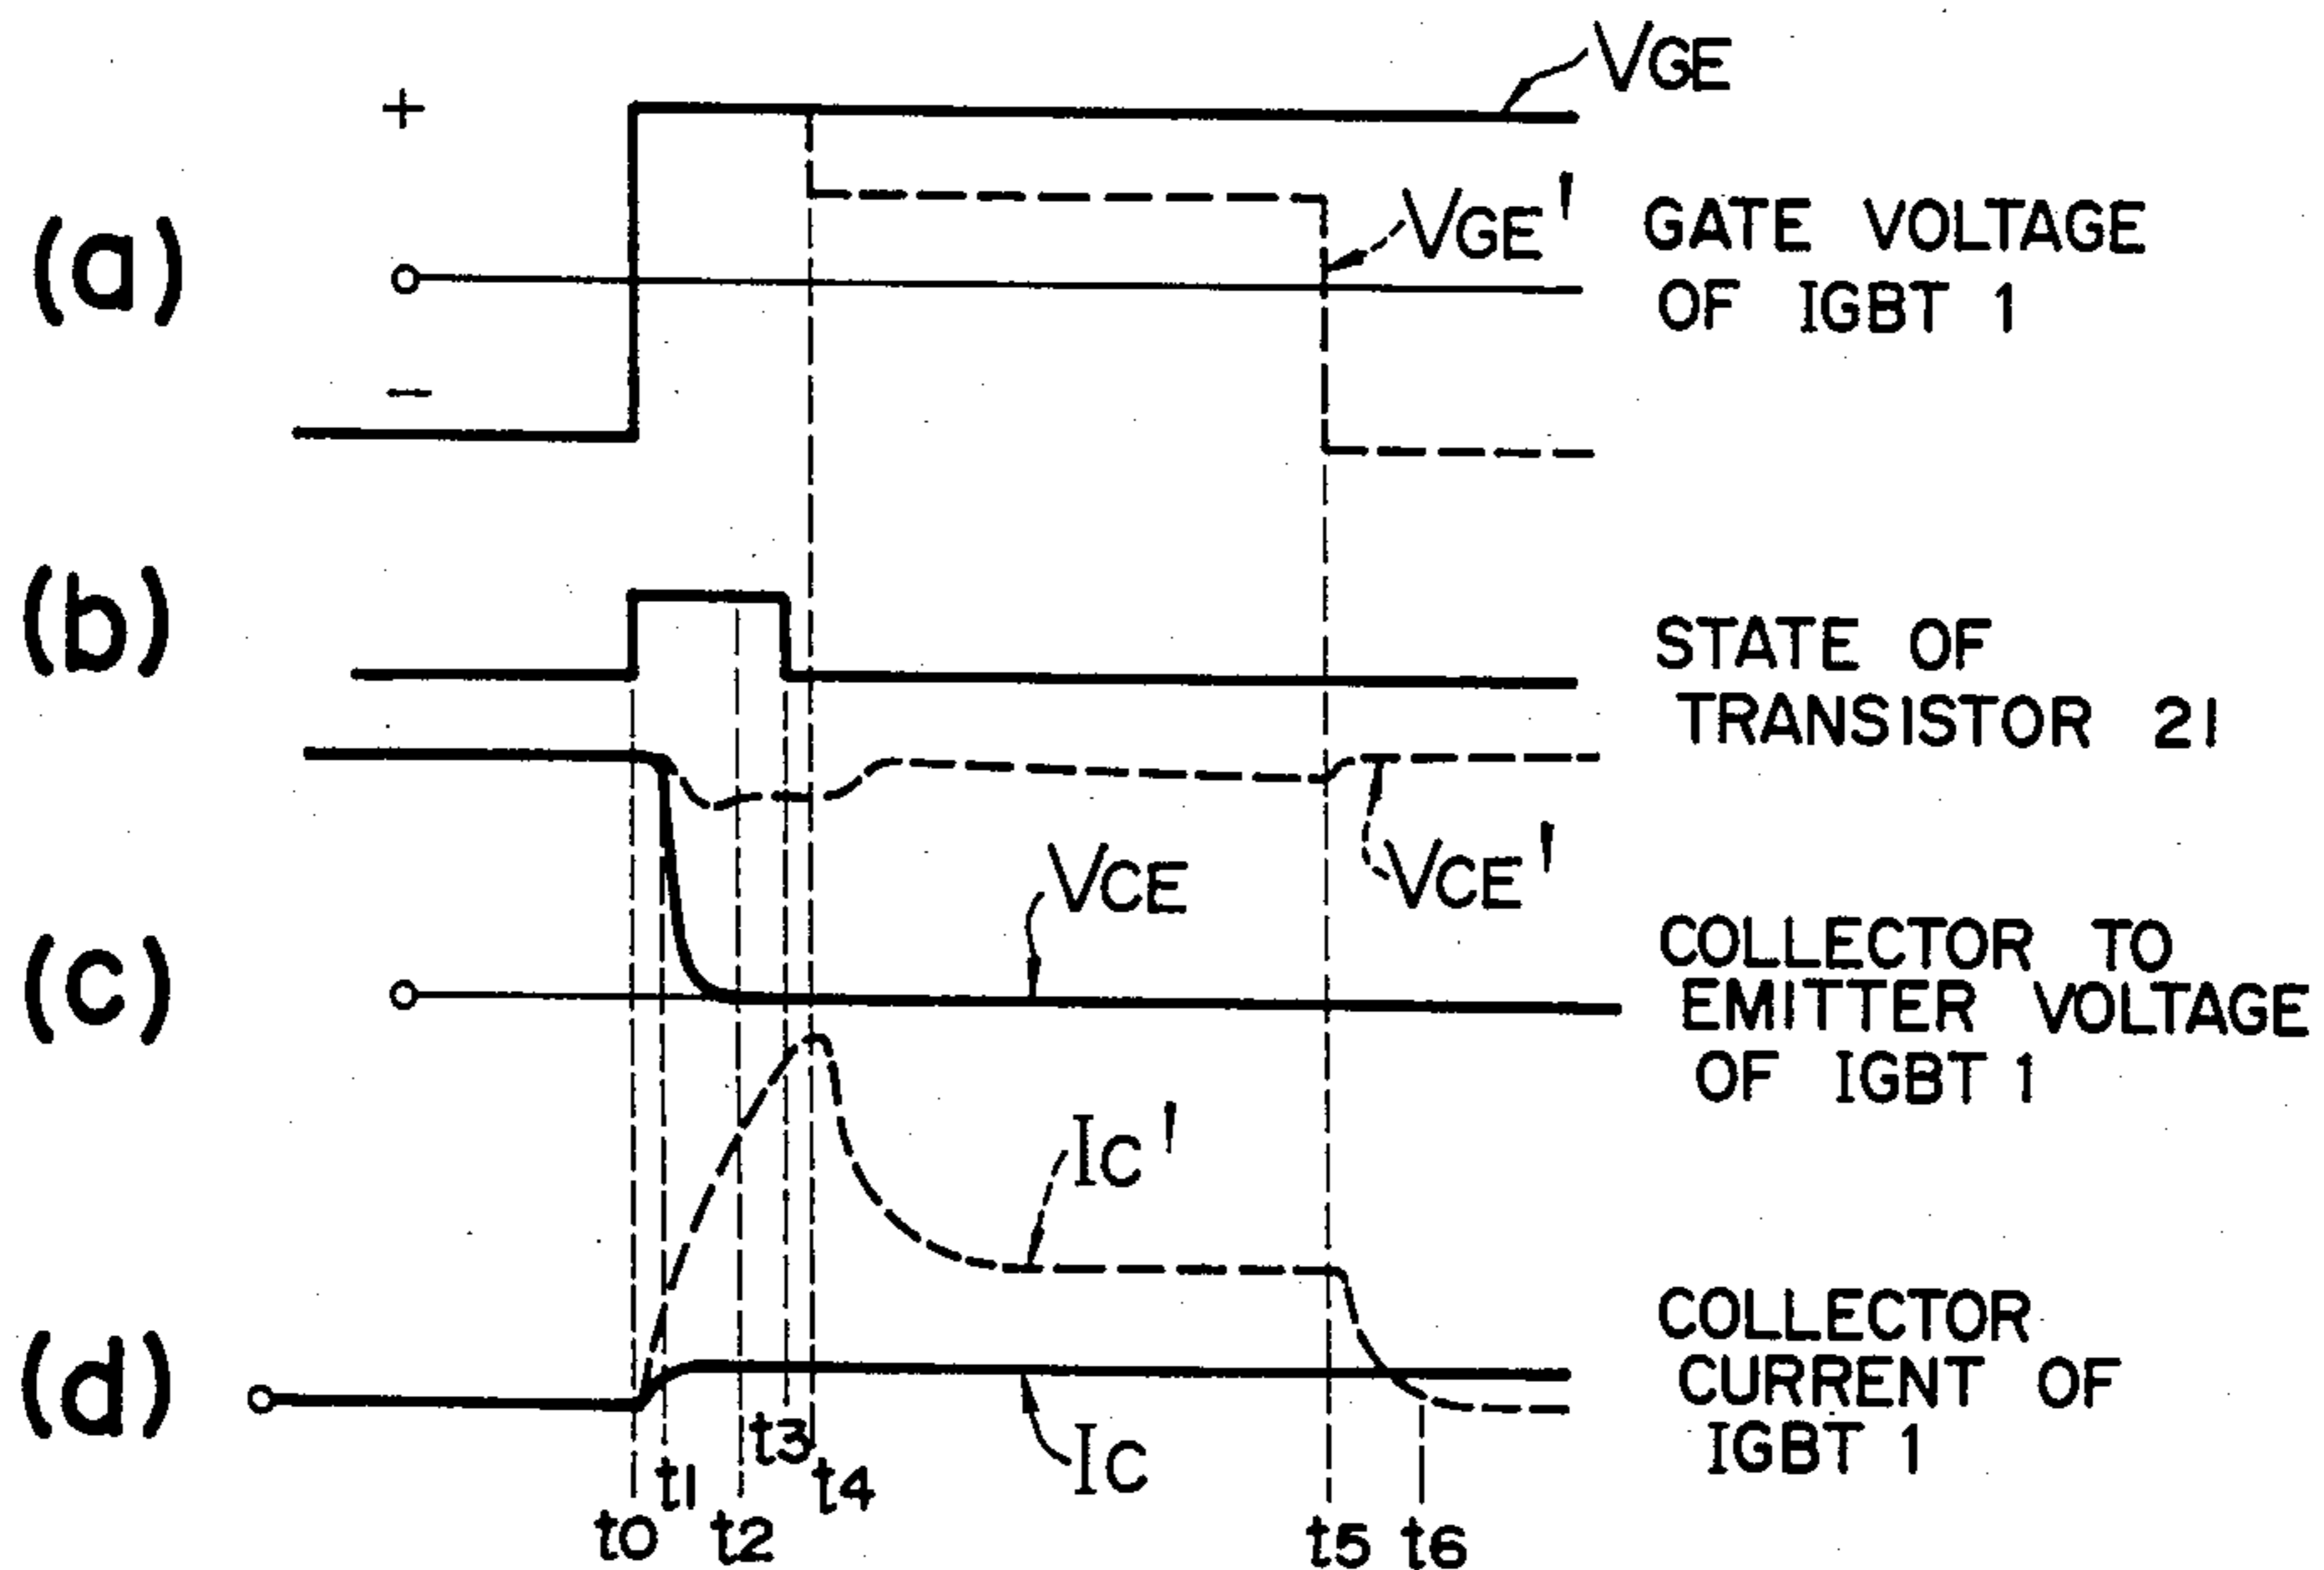 VGE
+
(a)
VGE'
GATE VOLTAGE
OF IGBT 1
−
(b)
STATE OF
TRANSISTOR 21
VCE
VCE'
(c)
COLLECTOR TO
EMITTER VOLTAGE
OF IGBT 1
IC'
(d)
COLLECTOR
CURRENT OF
IGBT 1
IC
t0
t1
t2
t3
t4
t5
t6